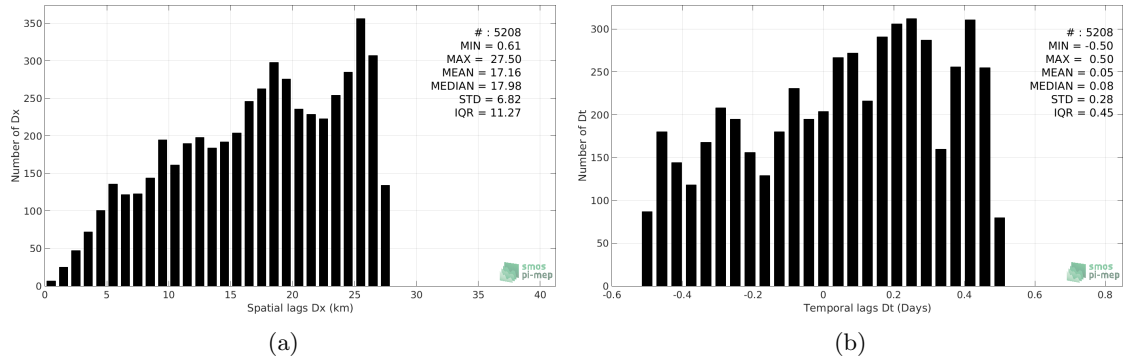 350
300
250
200
150
100
50
0
Number of Dx
# : 5208
MIN = 0.61
MAX = 27.50
MEAN = 17.16
MEDIAN = 17.98
STD = 6.82
IQR = 11.27
smos
pi-mep
0 5 10 15 20 25 30 35 40
Spatial lags Dx (km)
(a)
300
250
200
150
100
50
0
Number of Dt
# : 5208
MIN = -0.50
MAX = 0.50
MEAN = 0.05
MEDIAN = 0.08
STD = 0.28
IQR = 0.45
smos
pi-mep
-0.6 -0.4 -0.2 0 0.2 0.4 0.6 0.8
Temporal lags Dt (Days)
(b)